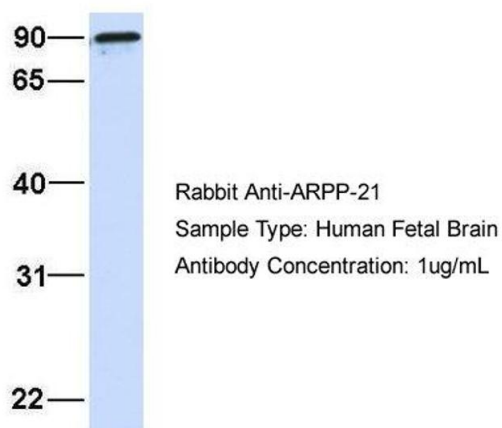 90
65
40
Rabbit Anti-ARPP-21
Sample Type: Human Fetal Brain
Antibody Concentration: 1ug/mL
31
22